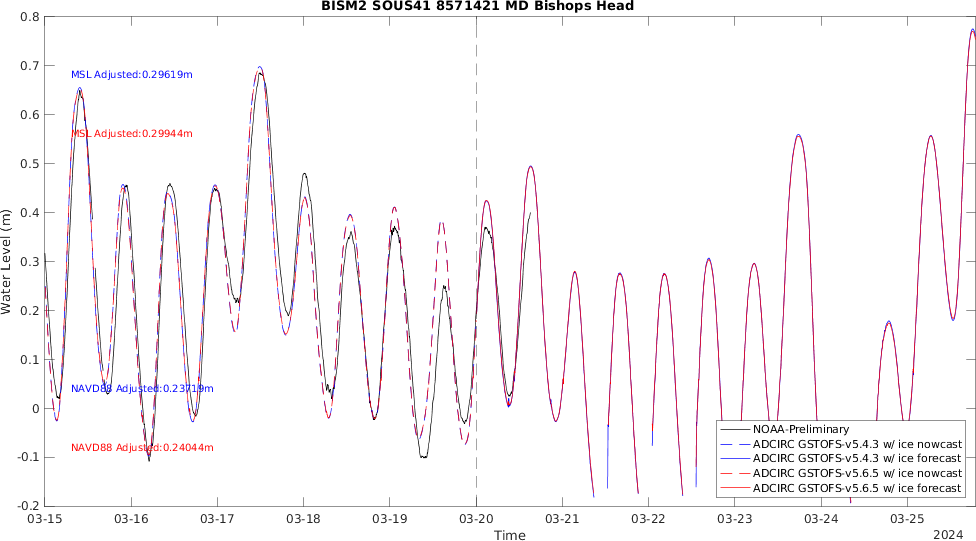 BISM2 SOUS41 8571421 MD Bishops Head
0.8
0.7
0.6
0.5
0.4
0.3
0.2
0.1
0
-0.1
-0.2
Water Level (m)
MSL Adjusted:0.29619m
MSL Adjusted:0.29944m
NAVD88 Adjusted:0.23719m
NAVD88 Adjusted:0.24044m
NOAA-Preliminary
ADCIRC GSTOFS-v5.4.3 w/ ice nowcast
ADCIRC GSTOFS-v5.4.3 w/ ice forecast
ADCIRC GSTOFS-v5.6.5 w/ ice nowcast
ADCIRC GSTOFS-v5.6.5 w/ ice forecast
03-15 03-16 03-17 03-18 03-19 03-20 03-21 03-22 03-23 03-24 03-25
Time
2024